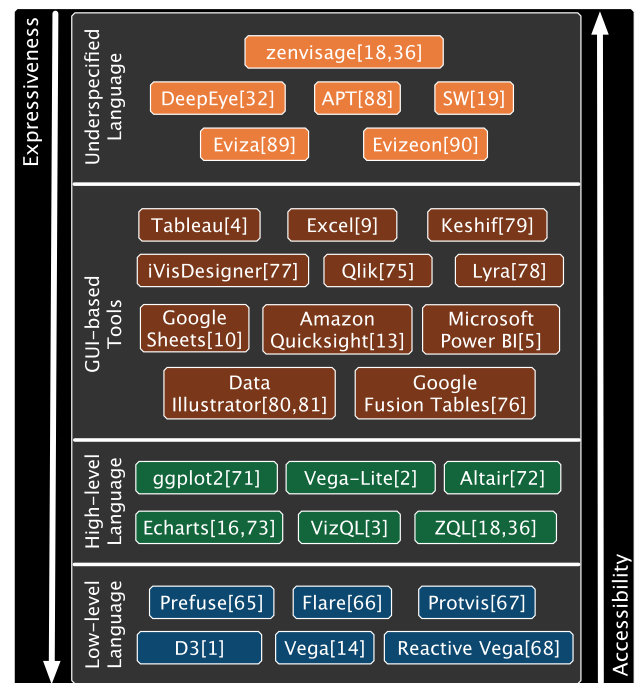 Expressiveness
Underspecified
Language
zenvisage[18,36]
DeepEye[32]
APT[88]
SW[19]
Eviza[89]
Evizeon[90]
GUI-based
Tools
Tableau[4]
Excel[9]
Keshif[79]
iVisDesigner[77]
Qlik[75]
Lyra[78]
Google
Sheets[10]
Amazon
Quicksight[13]
Microsoft
Power BI[5]
Data
Illustrator[80,81]
Google
Fusion Tables[76]
High-level
Language
ggplot2[71]
Vega-Lite[2]
Altair[72]
Echarts[16,73]
VizQL[3]
ZQL[18,36]
Low-level
Language
Prefuse[65]
Flare[66]
Protvis[67]
D3[1]
Vega[14]
Reactive Vega[68]
Accessibility